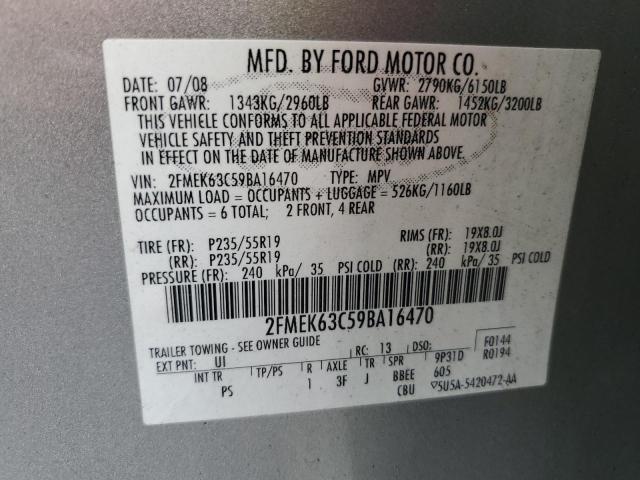 MFD. BY FORD MOTOR CO.
DATE: 07/08 GVWR: 2790KG/6150LB
FRONT GAWR: 1343KG/2960LB REAR GAWR: 1452KG/3200LB
THIS VEHICLE CONFORMS TO ALL APPLICABLE FEDERAL MOTOR
VEHICLE SAFETY AND THEFT PREVENTION STANDARDS
IN EFFECT ON THE DATE OF MANUFACTURE SHOWN ABOVE.
VIN: 2FMEK63C59BA16470 TYPE: MPV
MAXIMUM LOAD = OCCUPANTS + LUGGAGE = 526KG/1160LB
OCCUPANTS = 6 TOTAL: 2 FRONT, 4 REAR
TIRE (FR): P235/55R19 RIMS (FR): 19X8.0J
(RR): P235/55R19 (RR): 19X8.0J
PRESSURE (FR): 240 kPa/ 35 PSI COLD (RR): 240 kPa/ 35 PSI COLD
2FMEK63C59BA16470
TRAILER TOWING - SEE OWNER GUIDE
F0144
EXT PNT: UI RC: 13 DSO: 9P31D R0194
INT TR TP/PS R AXLE TR SPR 605
PS 1 3F J BBEE
CBU 5U5A-5420472-AA